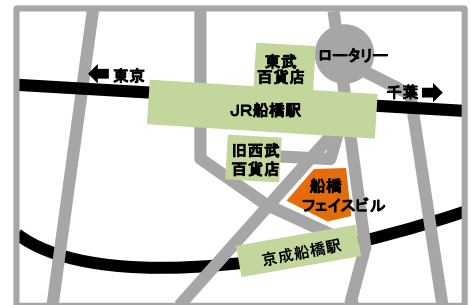 ロータリー
東武
百貨店
東京
千葉
JR船橋駅
旧西武
百貨店
船橋
フェイスビル
京成船橋駅